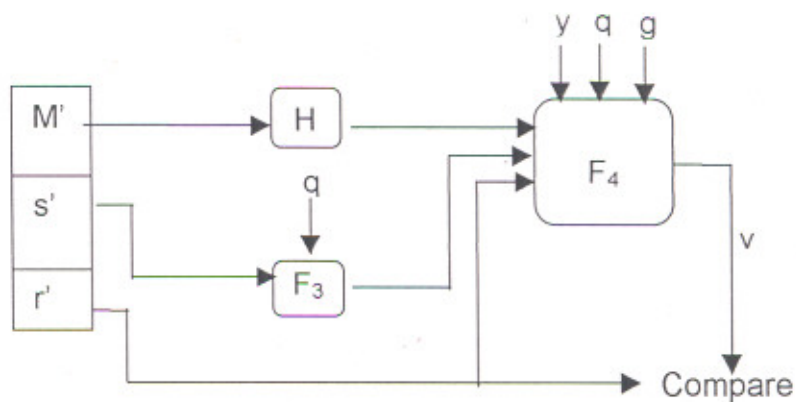 y q g
M' H
F₄
s' q
F₃ v
r'
Compare